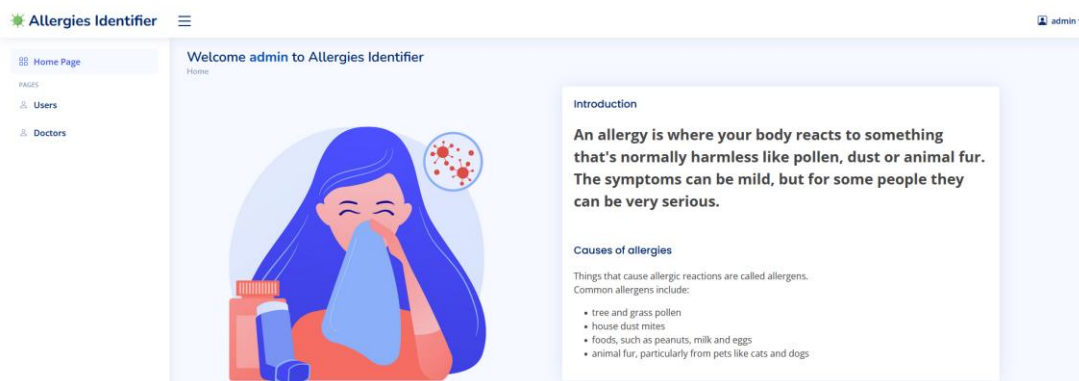 Allergies Identifier
admin
Home Page
PAGES
Users
Doctors
Welcome admin to Allergies Identifier
Home
Introduction
An allergy is where your body reacts to something
that's normally harmless like pollen, dust or animal fur.
The symptoms can be mild, but for some people they
can be very serious.
Causes of allergies
Things that cause allergic reactions are called allergens.
Common allergens include:
• tree and grass pollen
• house dust mites
• foods, such as peanuts, milk and eggs
• animal fur, particularly from pets like cats and dogs